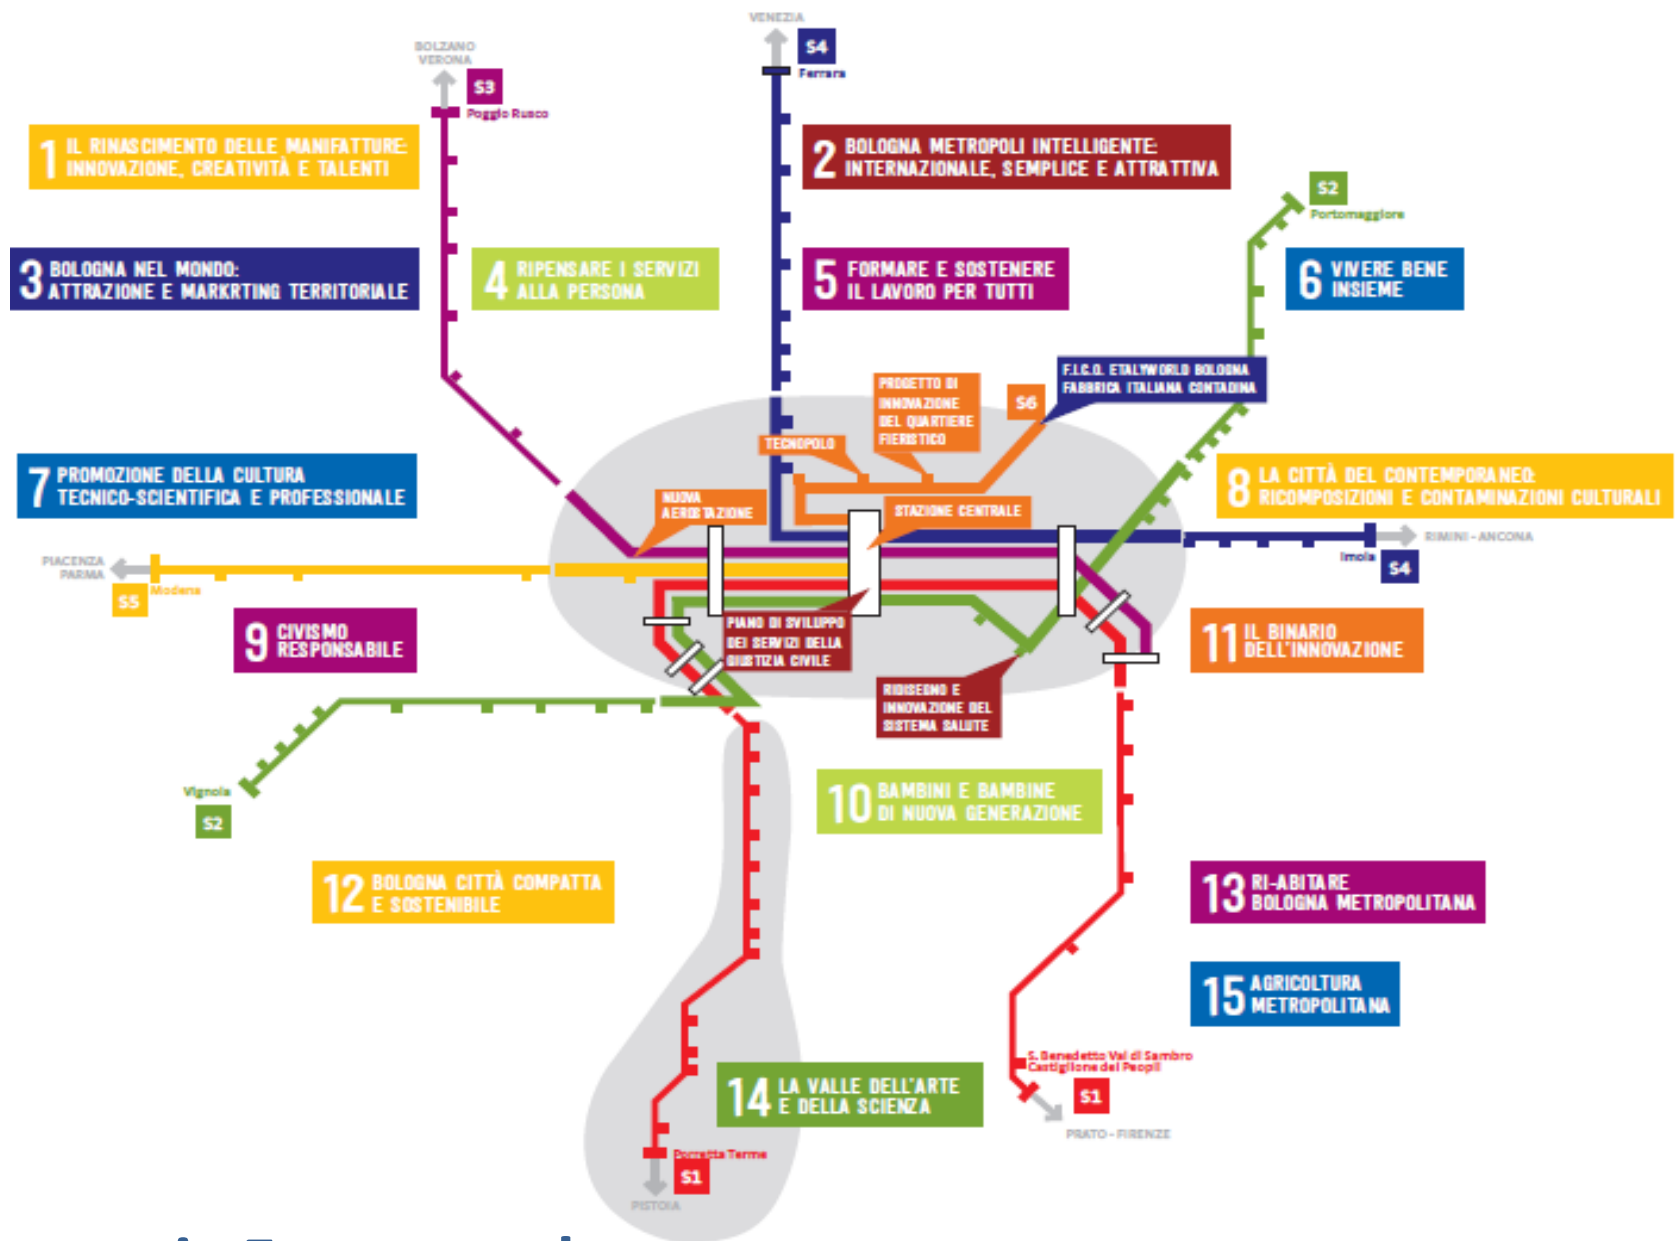 VENEZIA
S4
Ferrara
BOLZANO
VERONA
S3
Poggio Rusco
1 IL RINASCIMENTO DELLE MANIFATTURE:
INNOVAZIONE, CREATIVITÀ E TALENTI
2 BOLOGNA METROPOLI INTELLIGENTE:
INTERNAZIONALE, SEMPLICE E ATTRATTIVA
S2
Portomaggiore
3 BOLOGNA NEL MONDO:
ATTRAZIONE E MARKRTING TERRITORIALE
4 RIPENSARE I SERVIZI
ALLA PERSONA
5 FORMARE E SOSTENERE
IL LAVORO PER TUTTI
6 VIVERE BENE
INSIEME
F.I.C.O. ETALYWORLD BOLOGNA
FABBRICA ITALIANA CONTADINA
PROGETTO DI
INNOVAZIONE
DEL QUARTIERE
FIERISTICO
S6
TECNOPOLO
7 PROMOZIONE DELLA CULTURA
TECNICO-SCIENTIFICA E PROFESSIONALE
8 LA CITTÀ DEL CONTEMPORANEO:
RICOMPOSIZIONI E CONTAMINAZIONI CULTURALI
NUOVA
AEROSTAZIONE
STAZIONE CENTRALE
RIMINI - ANCONA
Imola
S4
PIACENZA
PARMA
Modena
S5
9 CIVISMO
RESPONSABILE
PIANO DI SVILUPPO
DEI SERVIZI DELLA
GIUSTIZIA CIVILE
11 IL BINARIO
DELL'INNOVAZIONE
RIDISEGNO E
INNOVAZIONE DEL
SISTEMA SALUTE
Vignola
S2
10 BAMBINI E BAMBINE
DI NUOVA GENERAZIONE
12 BOLOGNA CITTÀ COMPATTA
E SOSTENIBILE
13 RI-ABITARE
BOLOGNA METROPOLITANA
15 AGRICOLTURA
METROPOLITANA
S. Benedetto Val di Sambro
Castiglione dei Pepoli
S1
PRATO - FIRENZE
14 LA VALLE DELL'ARTE
E DELLA SCIENZA
Porretta Terme
S1
PISTOIA